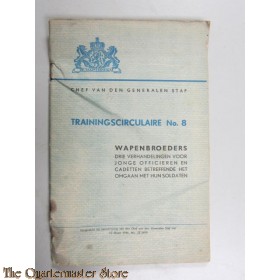 CHEF VAN DEN GENERALEN STAF
TRAININGSCIRCULAIRE No. 8
WAPENBROEDERS
DRIE VERHANDELINGEN VOOR
JONGE OFFICIEREN EN
CADETTEN BETREFFENDE HET
OMGAAN MET HUN SOLDATEN
The Quartermaster Store